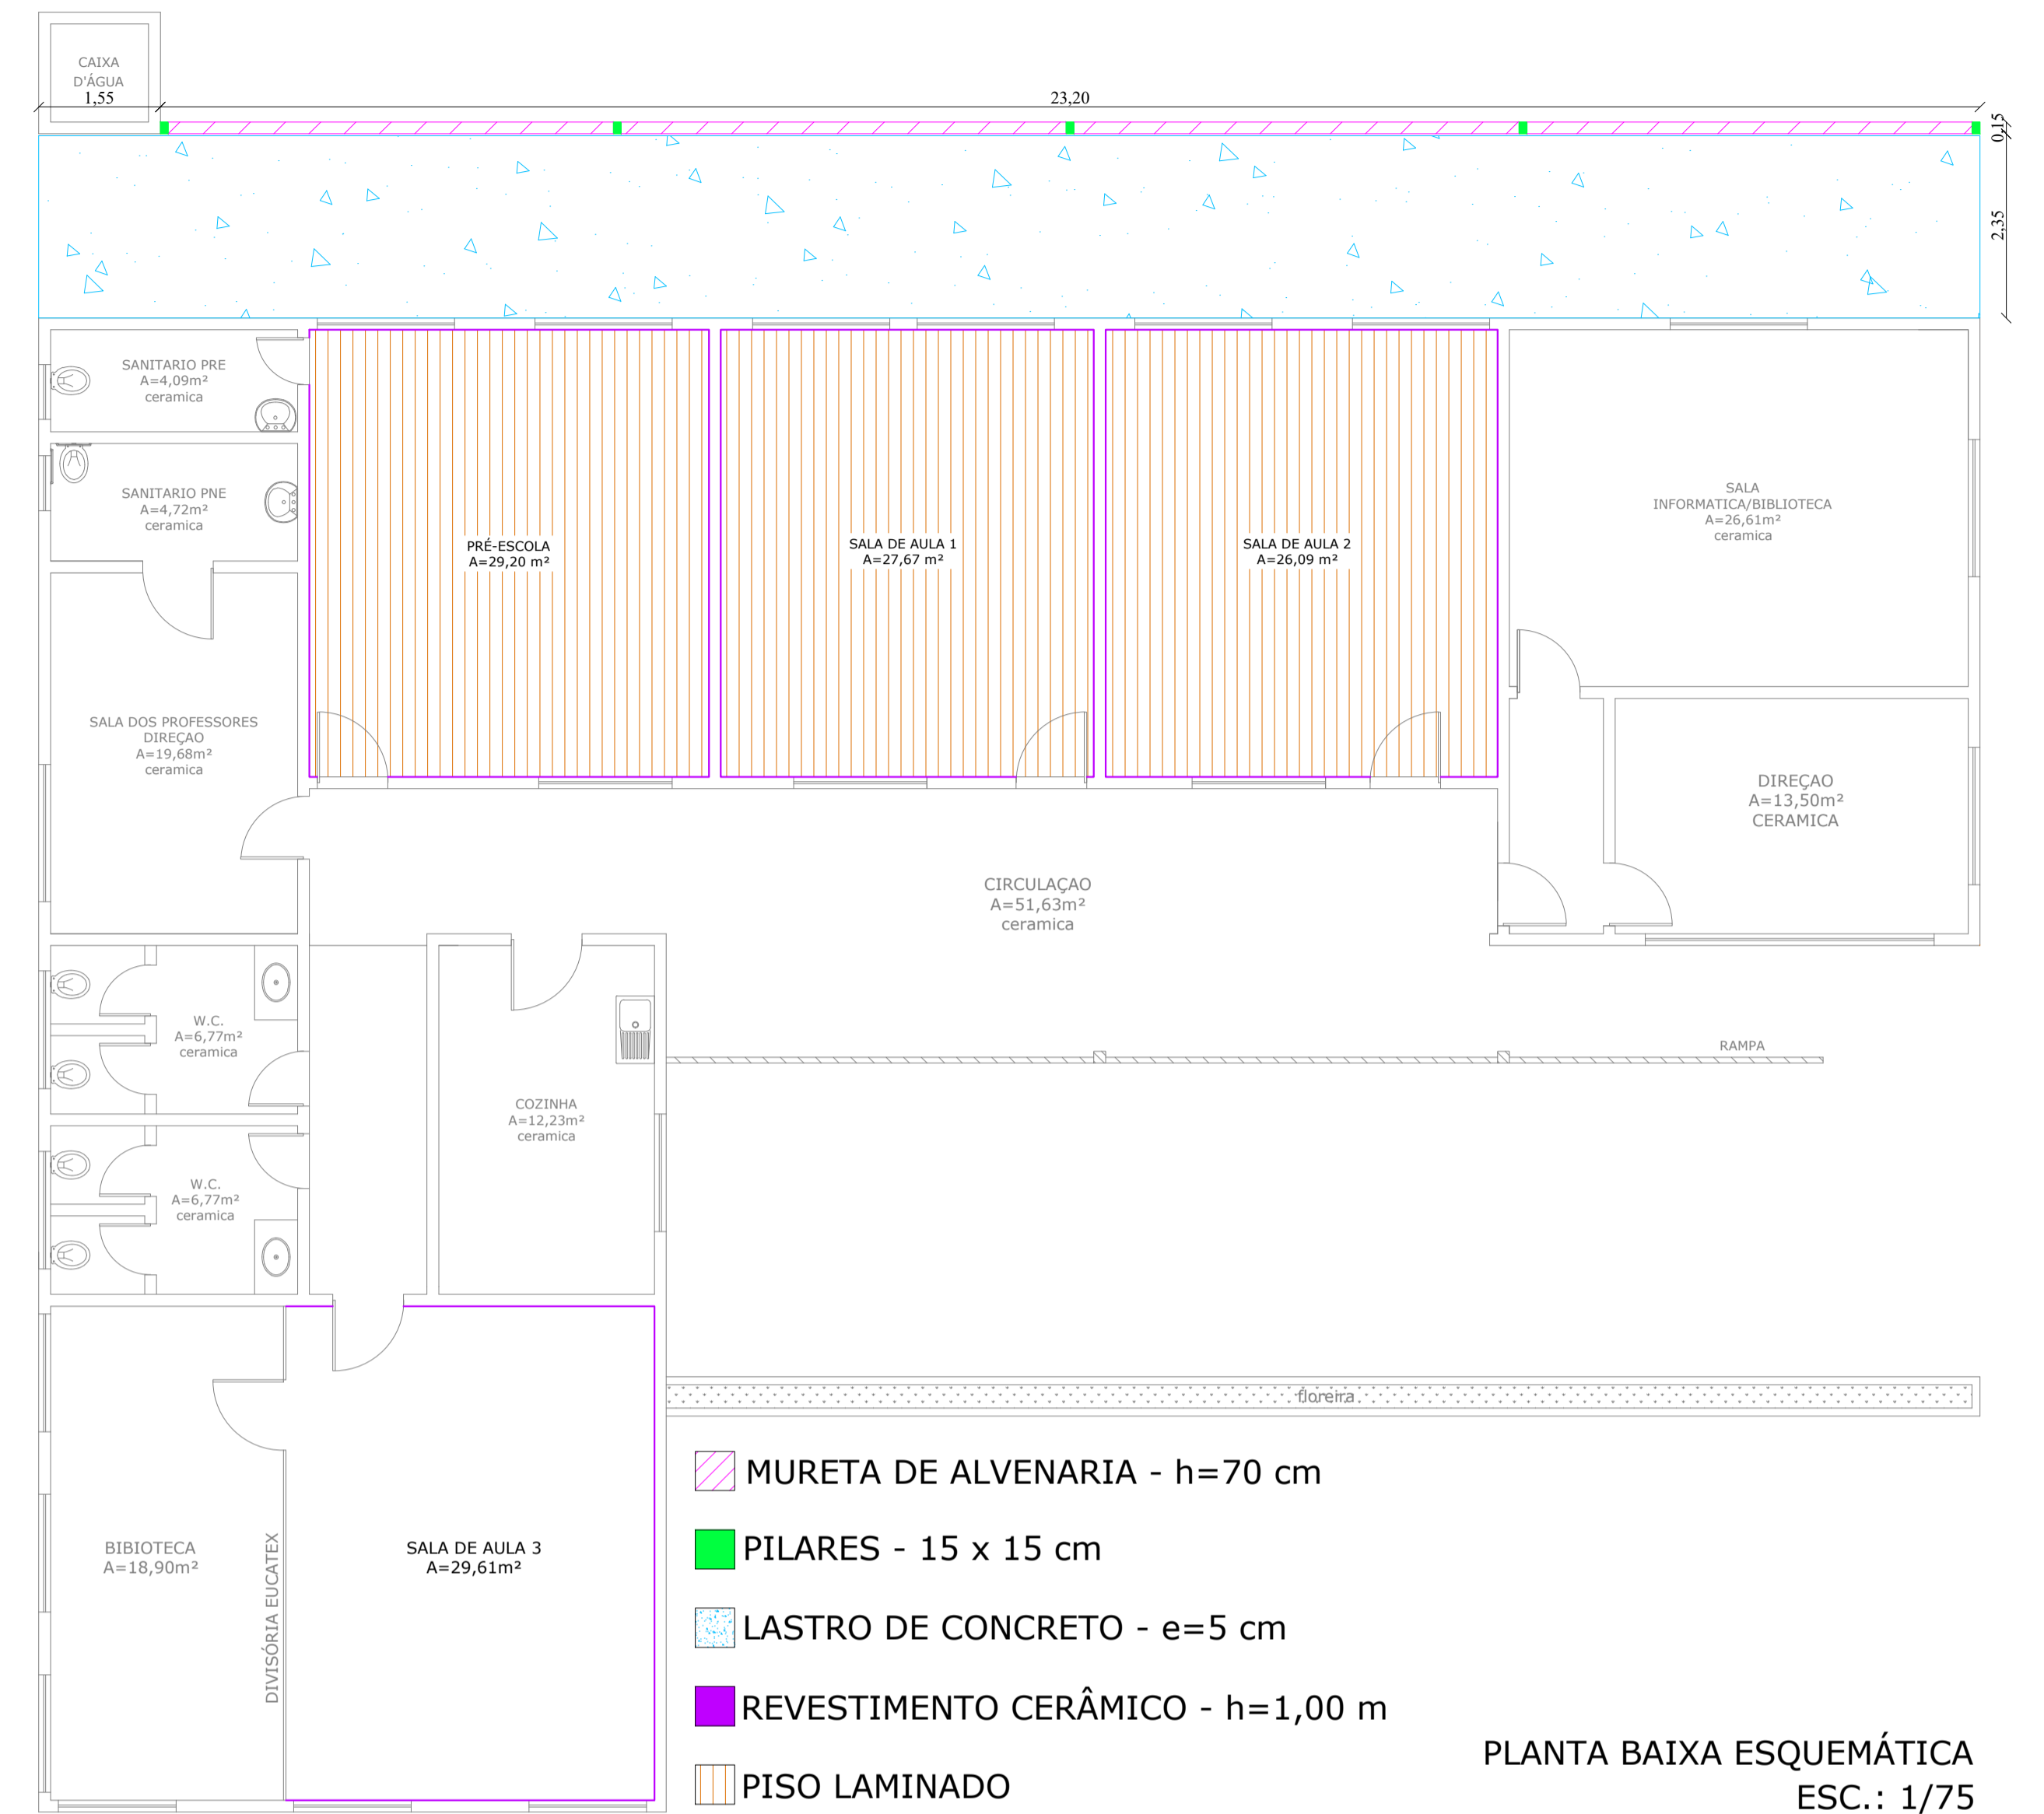 CAIXA
D'ÁGUA
1,55
23,20
0,15
2,35
SANITARIO PRE
A=4,09m²
ceramica
SANITARIO PNE
A=4,72m²
ceramica
PRÉ-ESCOLA
A=29,20 m²
SALA DE AULA 1
A=27,67 m²
SALA DE AULA 2
A=26,09 m²
SALA
INFORMATICA/BIBLIOTECA
A=26,61m²
ceramica
SALA DOS PROFESSORES
DIREÇAO
A=19,68m²
ceramica
DIREÇAO
A=13,50m²
CERAMICA
CIRCULAÇAO
A=51,63m²
ceramica
W.C.
A=6,77m²
ceramica
RAMPA
COZINHA
A=12,23m²
ceramica
W.C.
A=6,77m²
ceramica
floreira
BIBIOTECA
A=18,90m²
DIVISÓRIA EUCATEX
SALA DE AULA 3
A=29,61m²
MURETA DE ALVENARIA - h=70 cm
PILARES - 15 x 15 cm
LASTRO DE CONCRETO - e=5 cm
REVESTIMENTO CERÂMICO - h=1,00 m
PISO LAMINADO
PLANTA BAIXA ESQUEMÁTICA
ESC.: 1/75